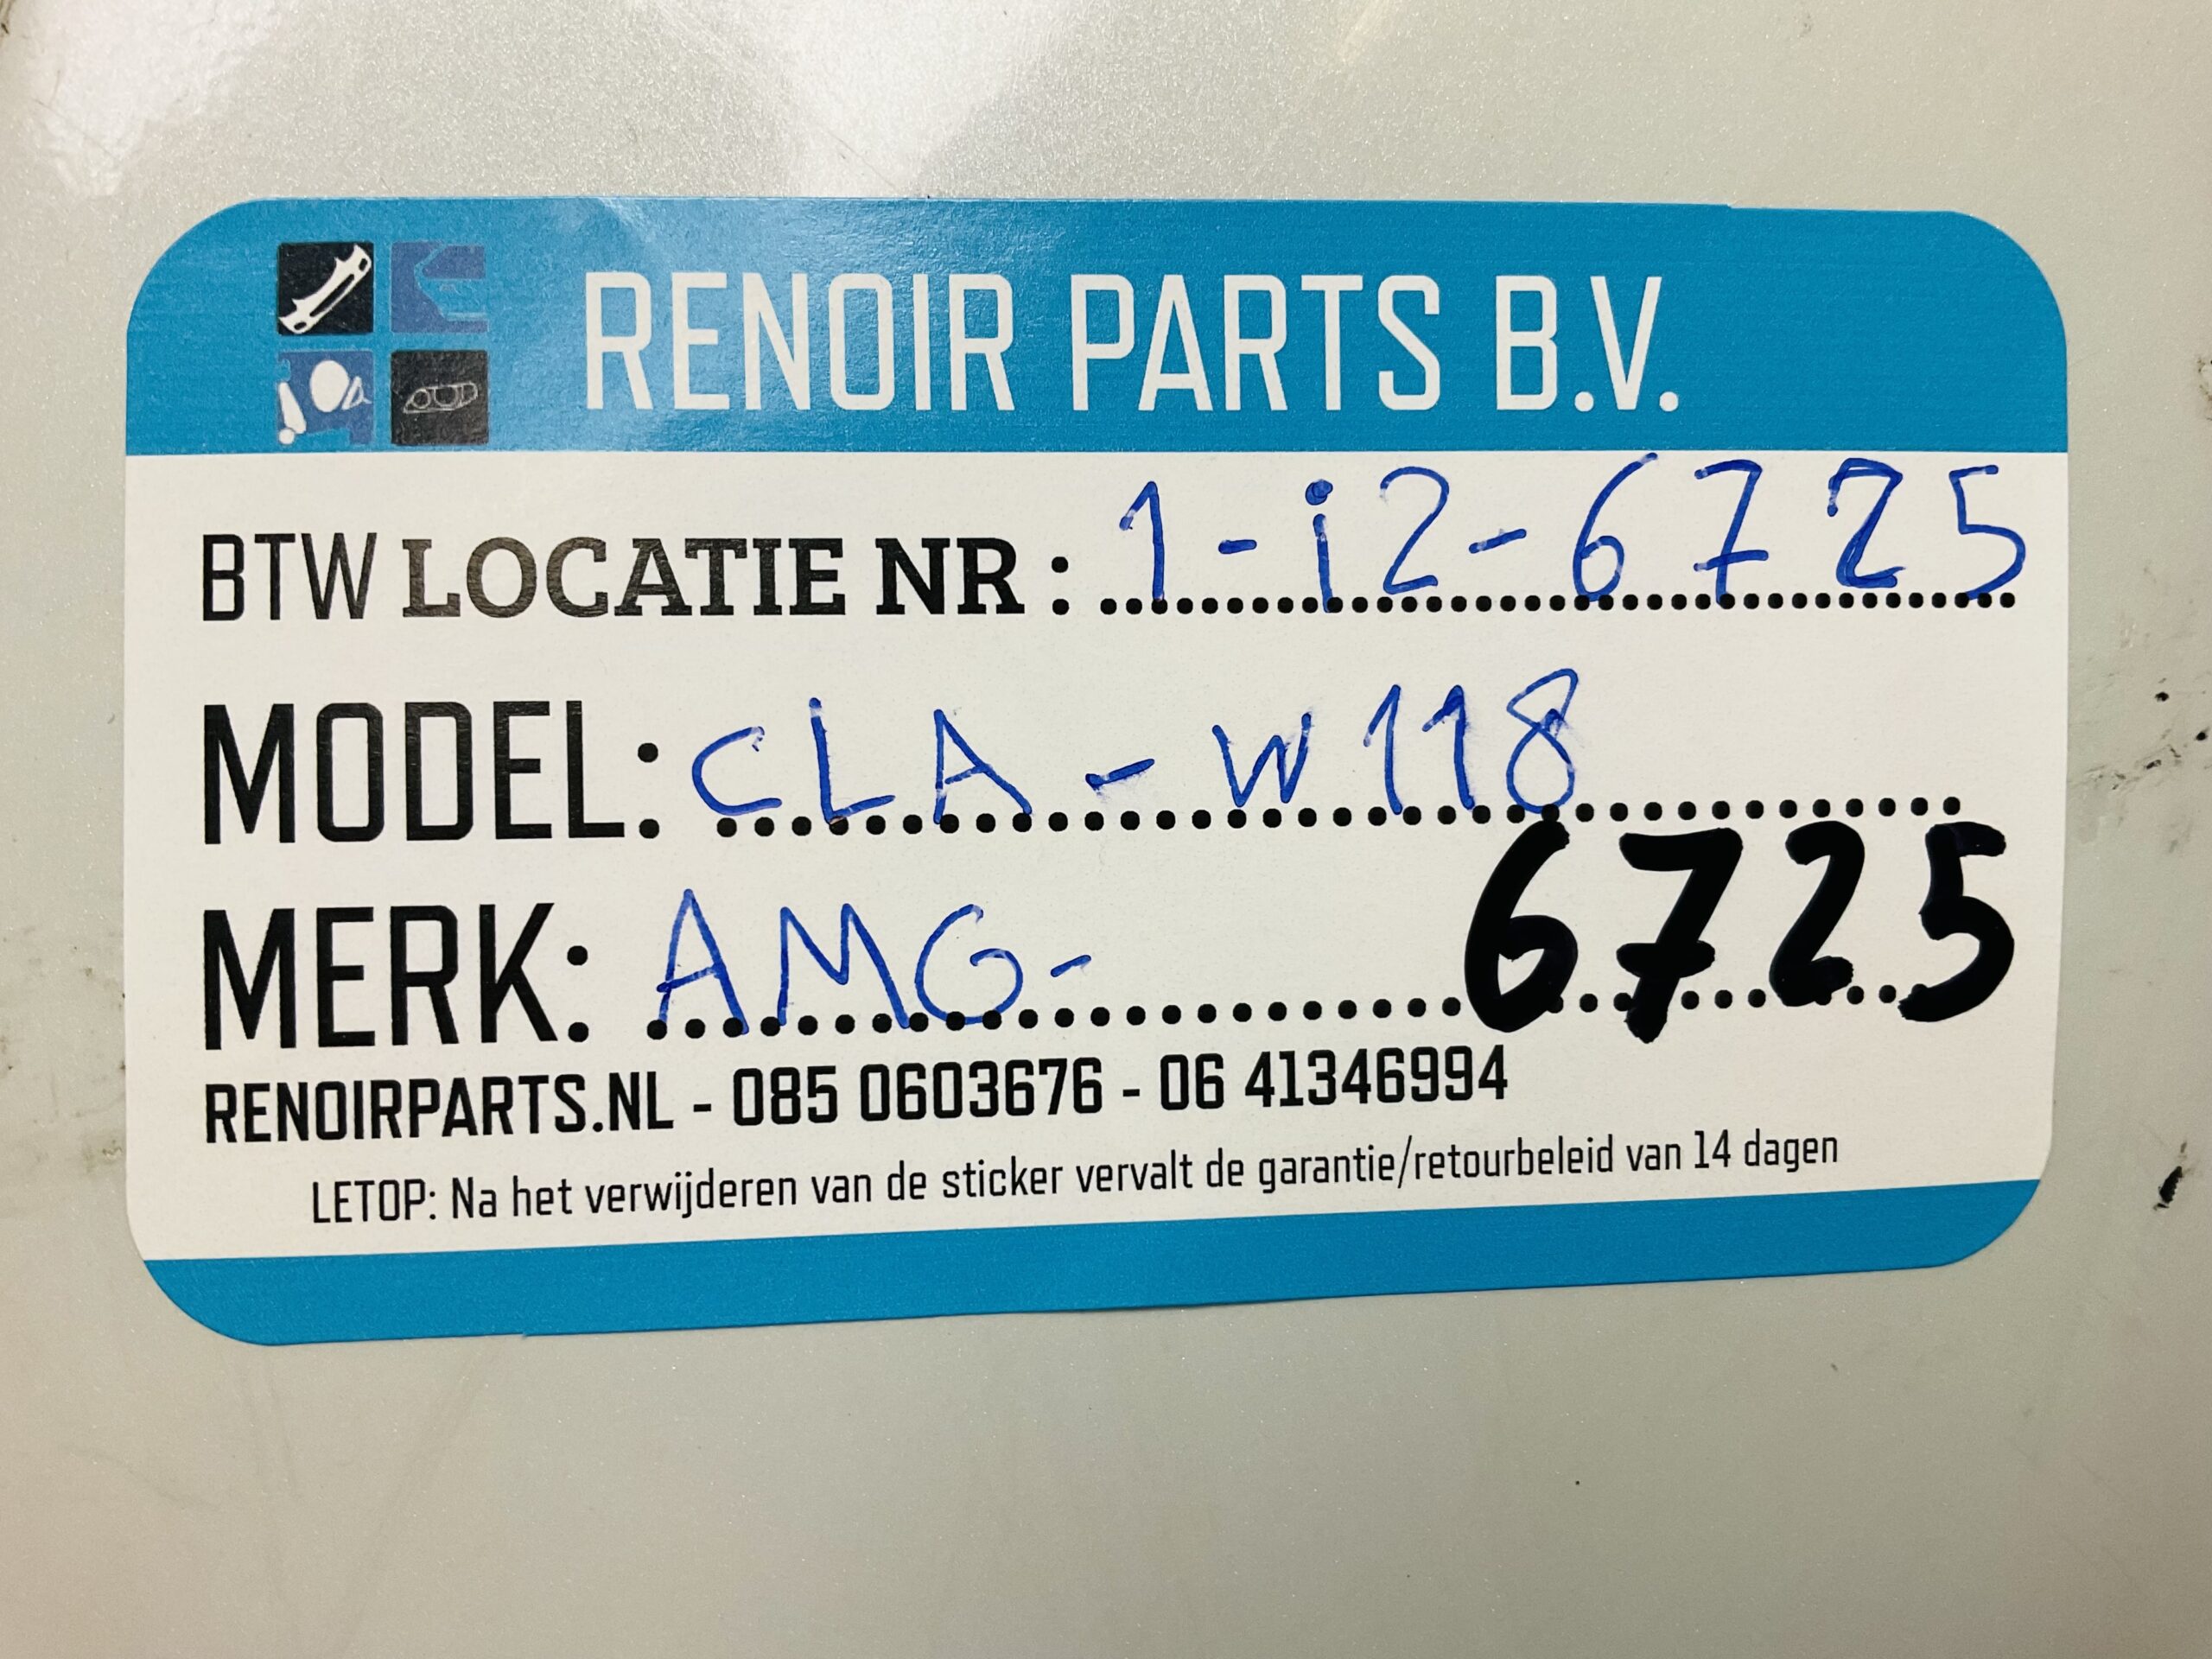 RENOIR PARTS B.V.
BTW LOCATIE NR : 1-i2-6725
MODEL: CLA-W118
MERK: AMG- 6725
RENOIRPARTS.NL - 085 0603676 - 06 41346994
LETOP: Na het verwijderen van de sticker vervalt de garantie/retourbeleid van 14 dagen